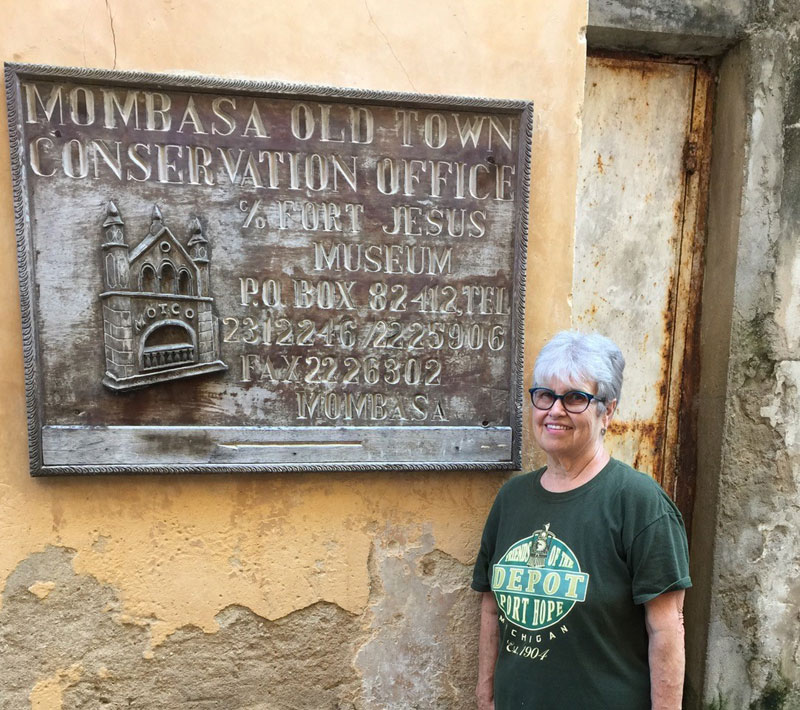 MOMBASA OLD TOWN
CONSERVATION OFFICE
C/O FORT JESUS
MUSEUM
P.O. BOX 82412, TEL
2312246/2225906
FAX 2226302
MOMBASA
MOTCO
FRIENDS OF THE
DEPOT
PORT HOPE
MICHIGAN
Est. 1904